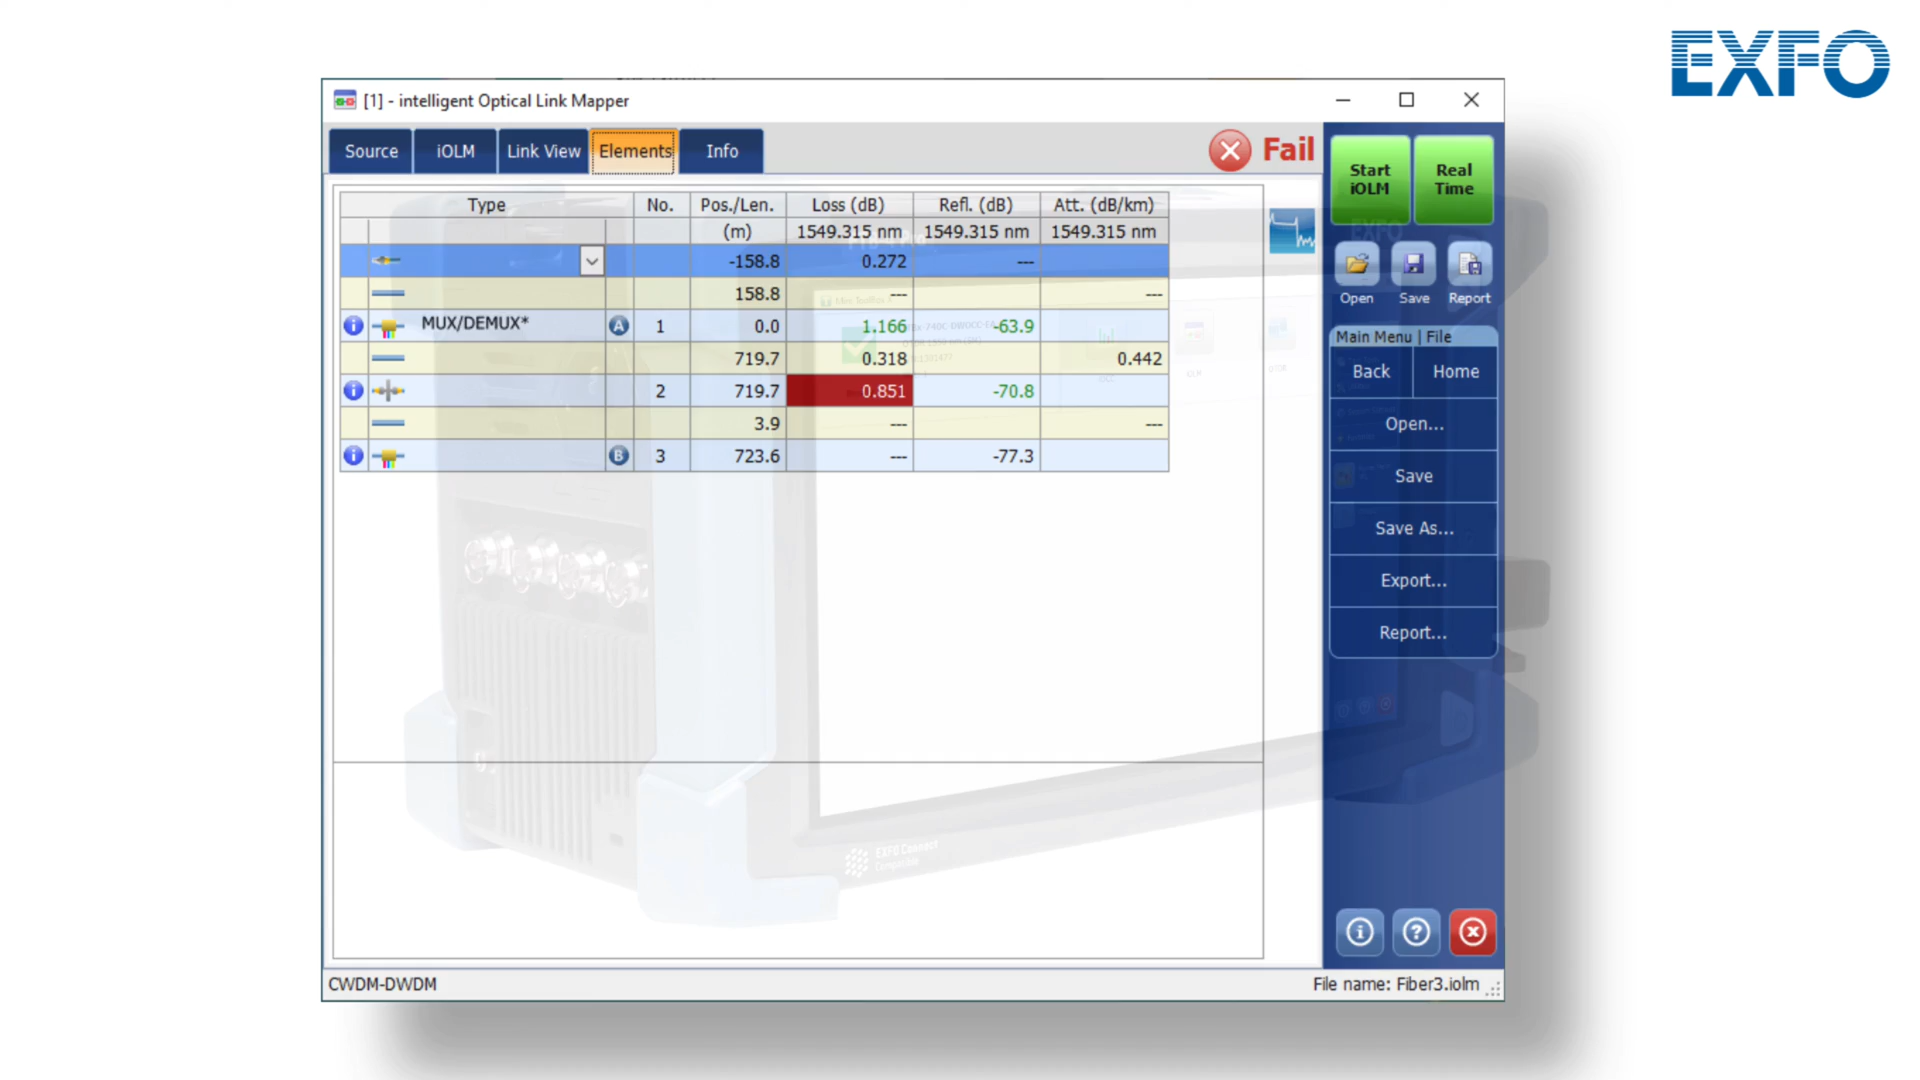 EXFO
[1] - intelligent Optical Link Mapper
Source iOLM Link View Elements Info Fail
Start iOLM
Real Time
Type No. Pos./Len. Loss (dB) Refl. (dB) Att. (dB/km)
(m) 1549.315 nm 1549.315 nm 1549.315 nm
-158.8 0.272 ---
158.8 --- ---
MUX/DEMUX* A 1 0.0 1.166 -63.9
719.7 0.318 0.442
2 719.7 0.851 -70.8
3.9 --- ---
B 3 723.6 --- -77.3
Open Save Report
Main Menu | File
Back Home
Open...
Save
Save As...
Export...
Report...
EXFO Connect
Compatible
CWDM-DWDM
File name: Fiber3.iolm